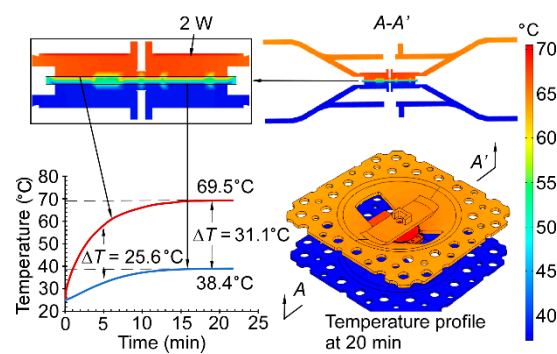 2 W
A-A'
°C
70
65
60
55
50
45
40
Temperature (°C)
80
70
60
50
40
30
20
69.5°C
ΔT = 31.1°C
ΔT = 25.6°C
38.4°C
0 5 10 15 20 25
Time (min)
A'
A
Temperature profile
at 20 min